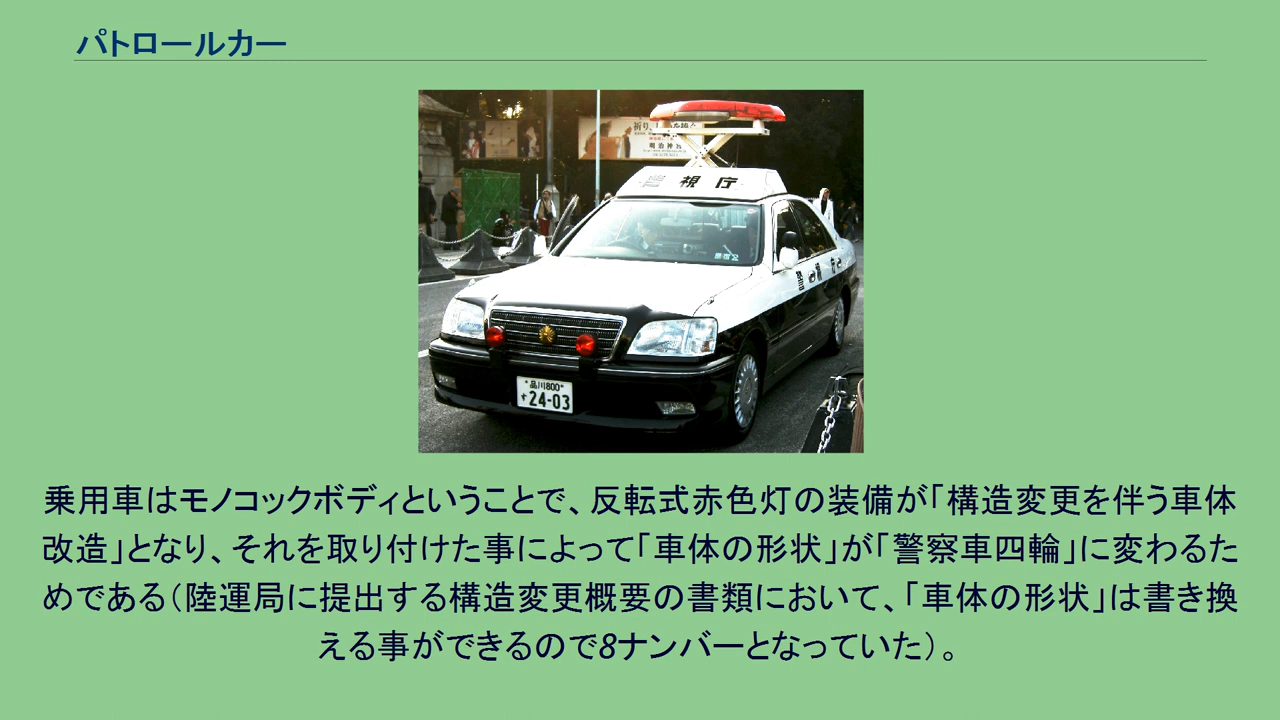 パトロールカー
祈り、
明治神宮
警視庁
品川800
す 24-03
乗用車はモノコックボディということで、反転式赤色灯の装備が「構造変更を伴う車体
改造」となり、それを取り付けた事によって「車体の形状」が「警察車四輪」に変わるた
めである（陸運局に提出する構造変更概要の書類において、「車体の形状」は書き換
える事ができるので8ナンバーとなっていた）。